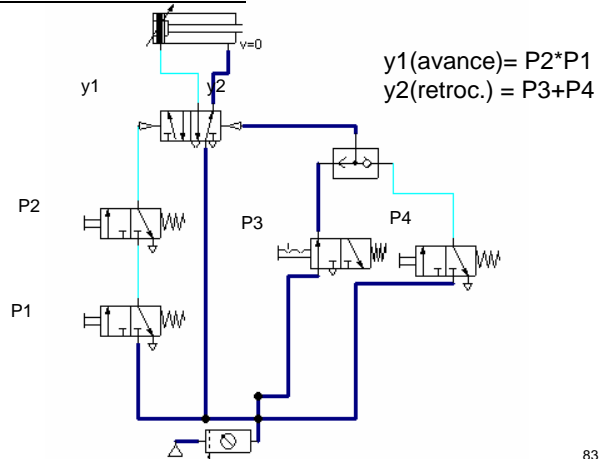 v=0
y1(avance)= P2*P1
y2(retroc.) = P3+P4
y1
y2
P2
P3
P4
P1
83